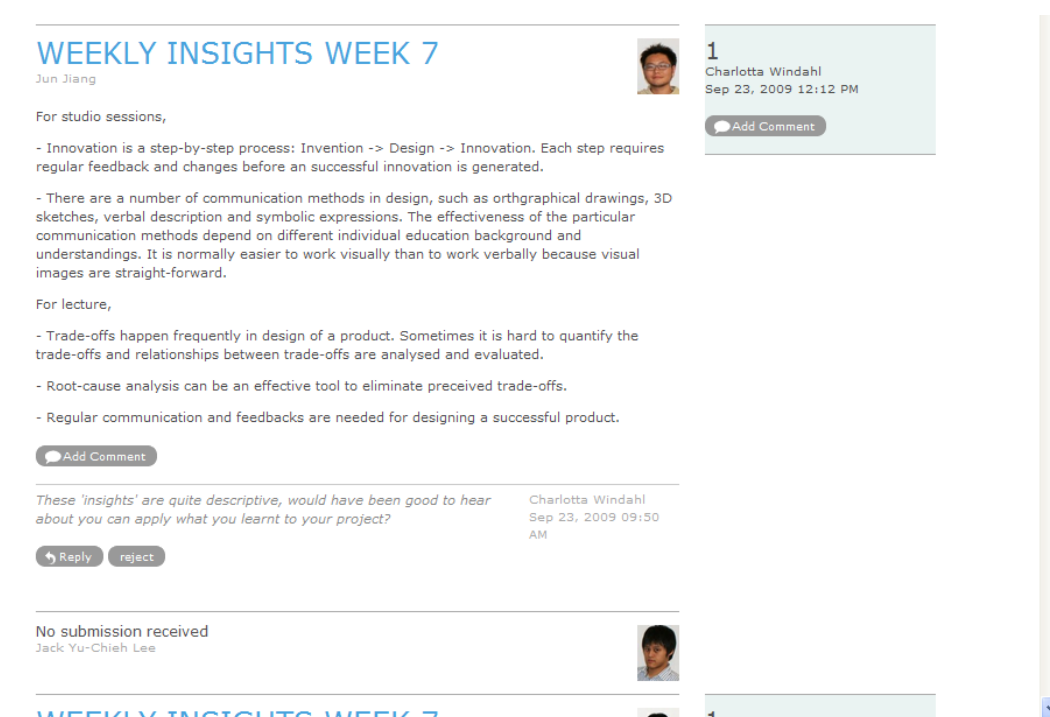 WEEKLY INSIGHTS WEEK 7
Jun Jiang
For studio sessions,
- Innovation is a step-by-step process: Invention -> Design -> Innovation. Each step requires
regular feedback and changes before an successful innovation is generated.
- There are a number of communication methods in design, such as orthgraphical drawings, 3D
sketches, verbal description and symbolic expressions. The effectiveness of the particular
communication methods depend on different individual education background and
understandings. It is normally easier to work visually than to work verbally because visual
images are straight-forward.
For lecture,
- Trade-offs happen frequently in design of a product. Sometimes it is hard to quantify the
trade-offs and relationships between trade-offs are analysed and evaluated.
- Root-cause analysis can be an effective tool to eliminate preceived trade-offs.
- Regular communication and feedbacks are needed for designing a successful product.
Add Comment
These 'insights' are quite descriptive, would have been good to hear
about you can apply what you learnt to your project?
Charlotta Windahl
Sep 23, 2009 09:50
AM
Reply
reject
1
Charlotta Windahl
Sep 23, 2009 12:12 PM
Add Comment
No submission received
Jack Yu-Chieh Lee
WEEKLY INSIGHTS WEEK 7
1